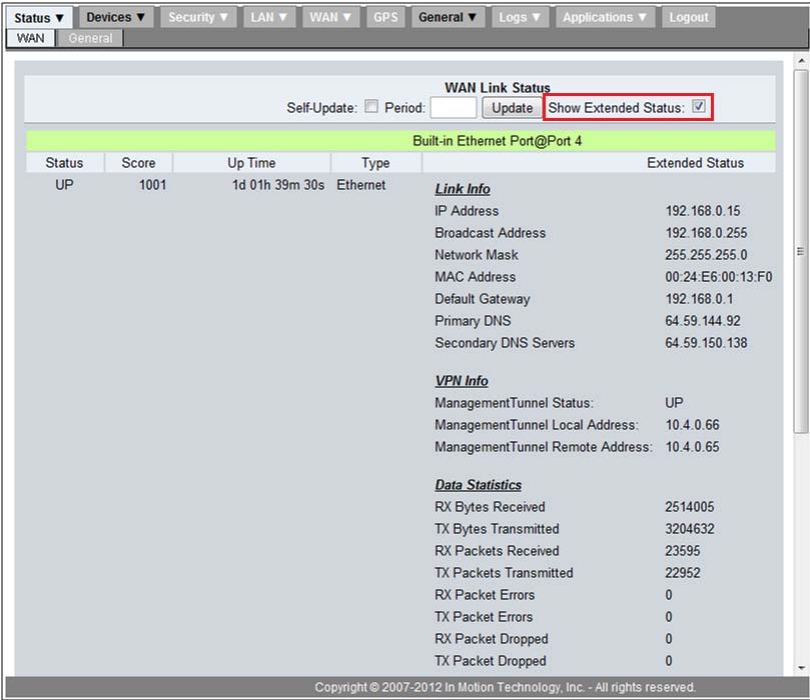 Status ▼ Devices ▼ Security ▼ LAN ▼ WAN ▼ GPS General ▼ Logs ▼ Applications ▼ Logout
WAN General
WAN Link Status
Self-Update: Period: Update Show Extended Status:
Built-in Ethernet Port@Port 4
Status Score Up Time Type Extended Status
UP 1001 1d 01h 39m 30s Ethernet
Link Info
IP Address 192.168.0.15
Broadcast Address 192.168.0.255
Network Mask 255.255.255.0
MAC Address 00:24:E6:00:13:F0
Default Gateway 192.168.0.1
Primary DNS 64.59.144.92
Secondary DNS Servers 64.59.150.138
VPN Info
ManagementTunnel Status: UP
ManagementTunnel Local Address: 10.4.0.66
ManagementTunnel Remote Address: 10.4.0.65
Data Statistics
RX Bytes Received 2514005
TX Bytes Transmitted 3204632
RX Packets Received 23595
TX Packets Transmitted 22952
RX Packet Errors 0
TX Packet Errors 0
RX Packet Dropped 0
TX Packet Dropped 0
Copyright © 2007-2012 In Motion Technology, Inc. - All rights reserved.